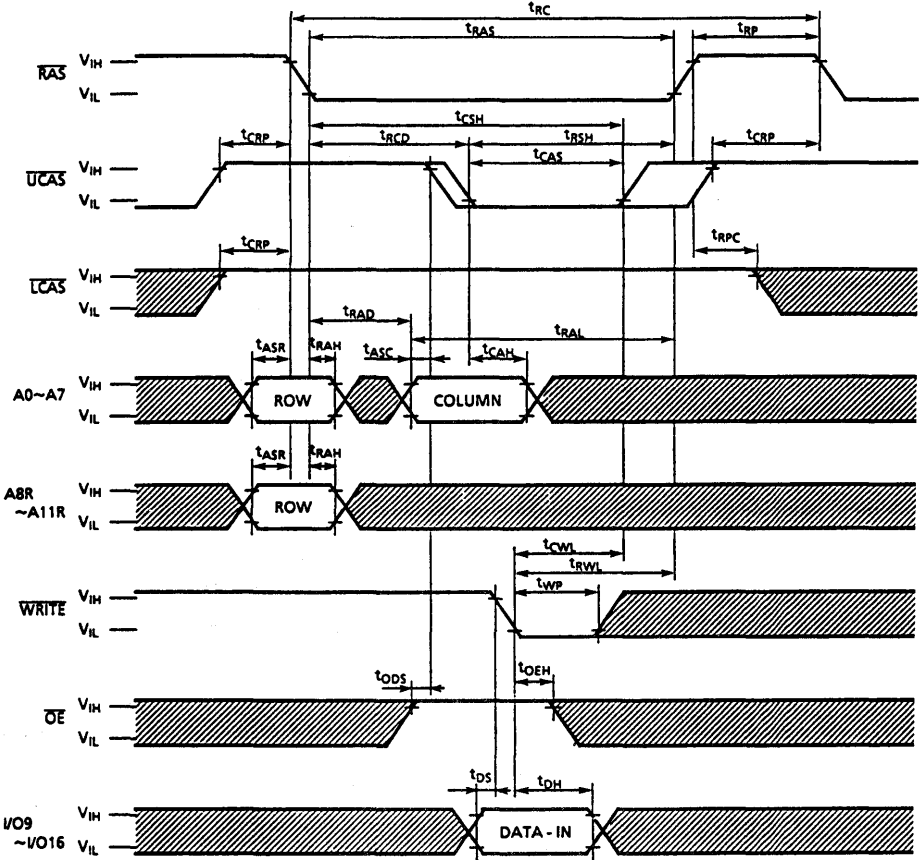 tRC
tRAS
tRP
RAS
VIH
VIL
tCSH
tCRP
tRCD
tRSH
tCRP
UCAS
VIH
VIL
tCAS
tCRP
tRPC
LCAS
VIH
VIL
tRAD
tRAL
tASR
tRAH
tASC
tCAH
A0~A7
VIH
VIL
ROW
COLUMN
tASR
tRAH
A8R
~A11R
VIH
VIL
ROW
tCWL
tRWL
tWP
WRITE
VIH
VIL
tODS
tOEH
OE
VIH
VIL
tDS
tDH
I/O9
~I/O16
VIH
VIL
DATA - IN